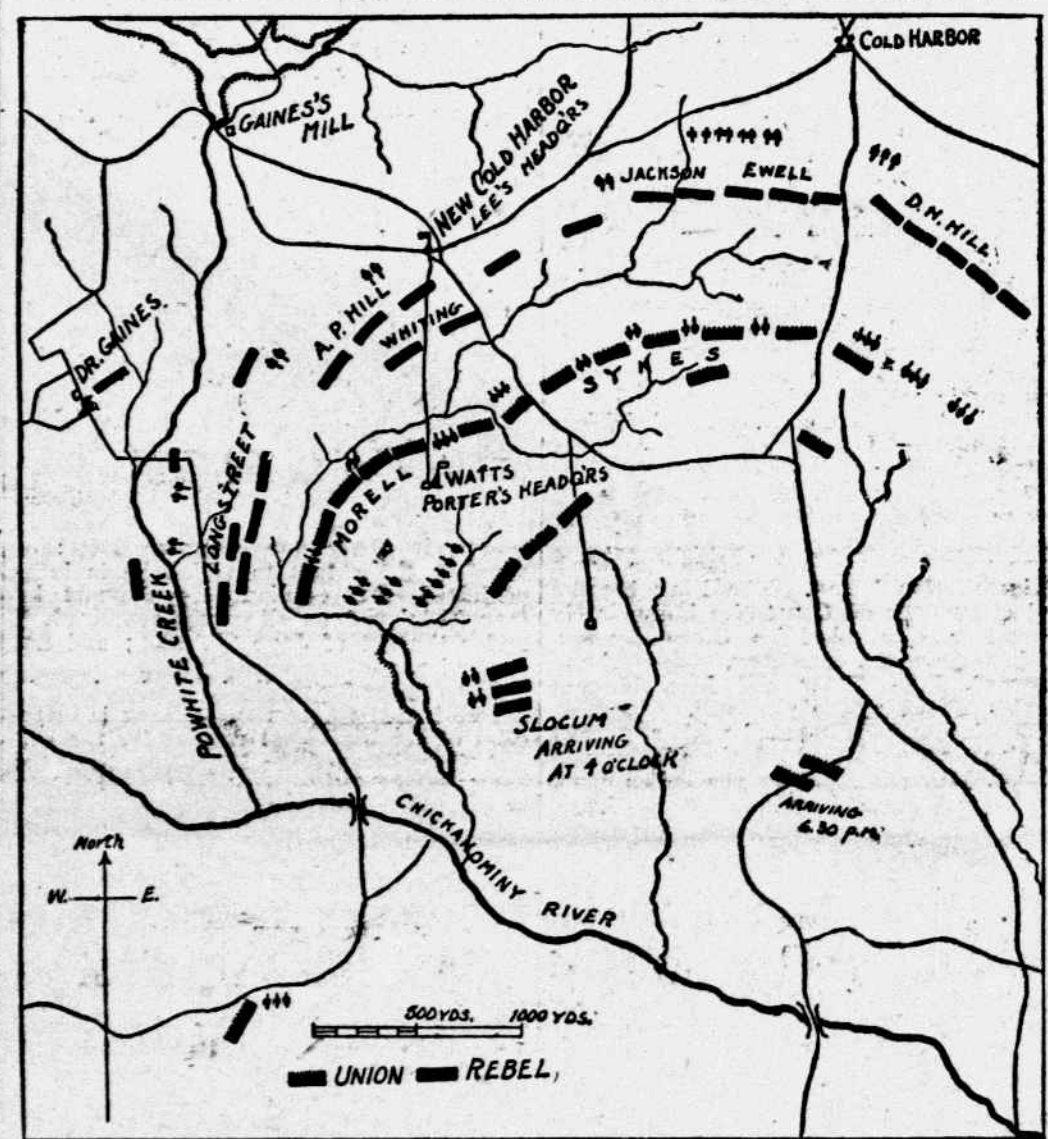 COLD HARBOR
GAINES'S
MILL
NEW COLD HARBOR
LEE'S HEADQ'RS
JACKSON EWELL
D. H. HILL
A. P. HILL
WHITING
DR. GAINES
SYKES
LONGSTREET
MORELL
WATTS
PORTER'S HEADQ'RS
POWHITE CREEK
SLOCUM
ARRIVING
AT 4 O'CLOCK
ARRIVING
6.30 P.M.
CHICKAHOMINY RIVER
North
W. E.
500 YDS. 1000 YDS.
UNION REBEL,